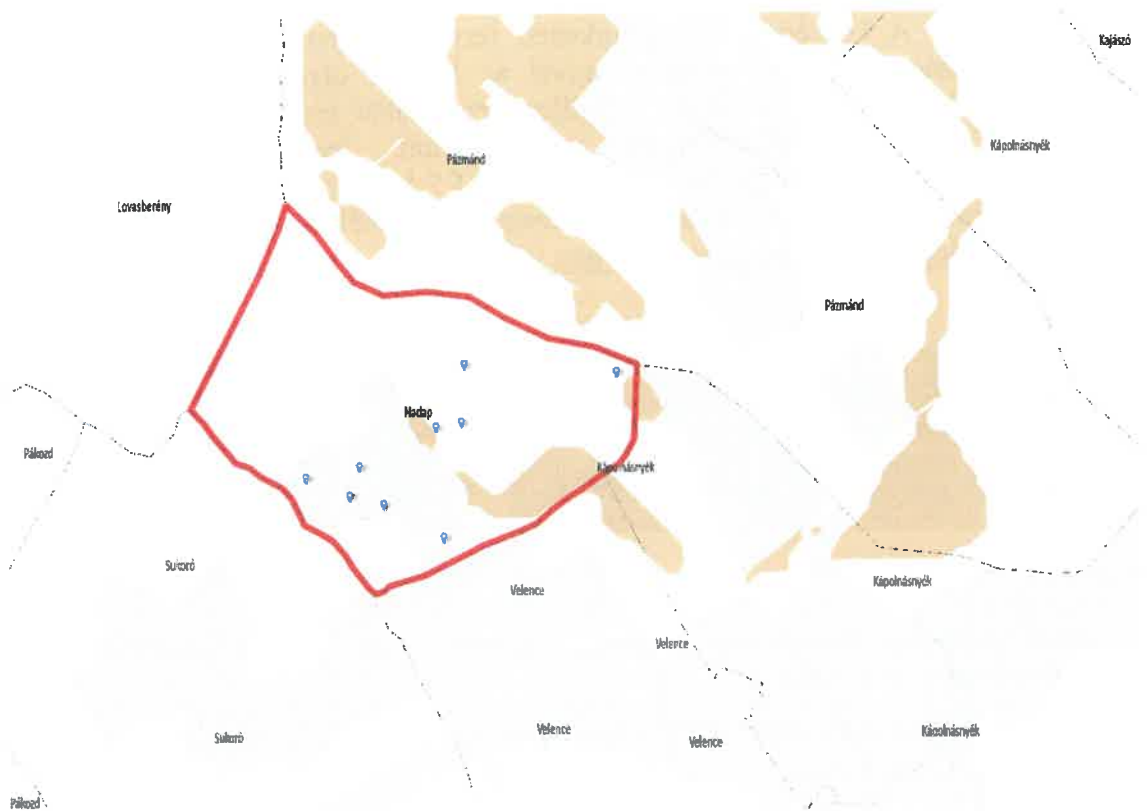 Kajászó
Kápolnásnyék
Pázmánd
Lovasberény
Pázmánd
Nadap
Pákozd
Kápolnásnyék
Sukoró
Velence
Kápolnásnyék
Velence
Sukoró
Velence
Velence
Kápolnásnyék
Pákozd